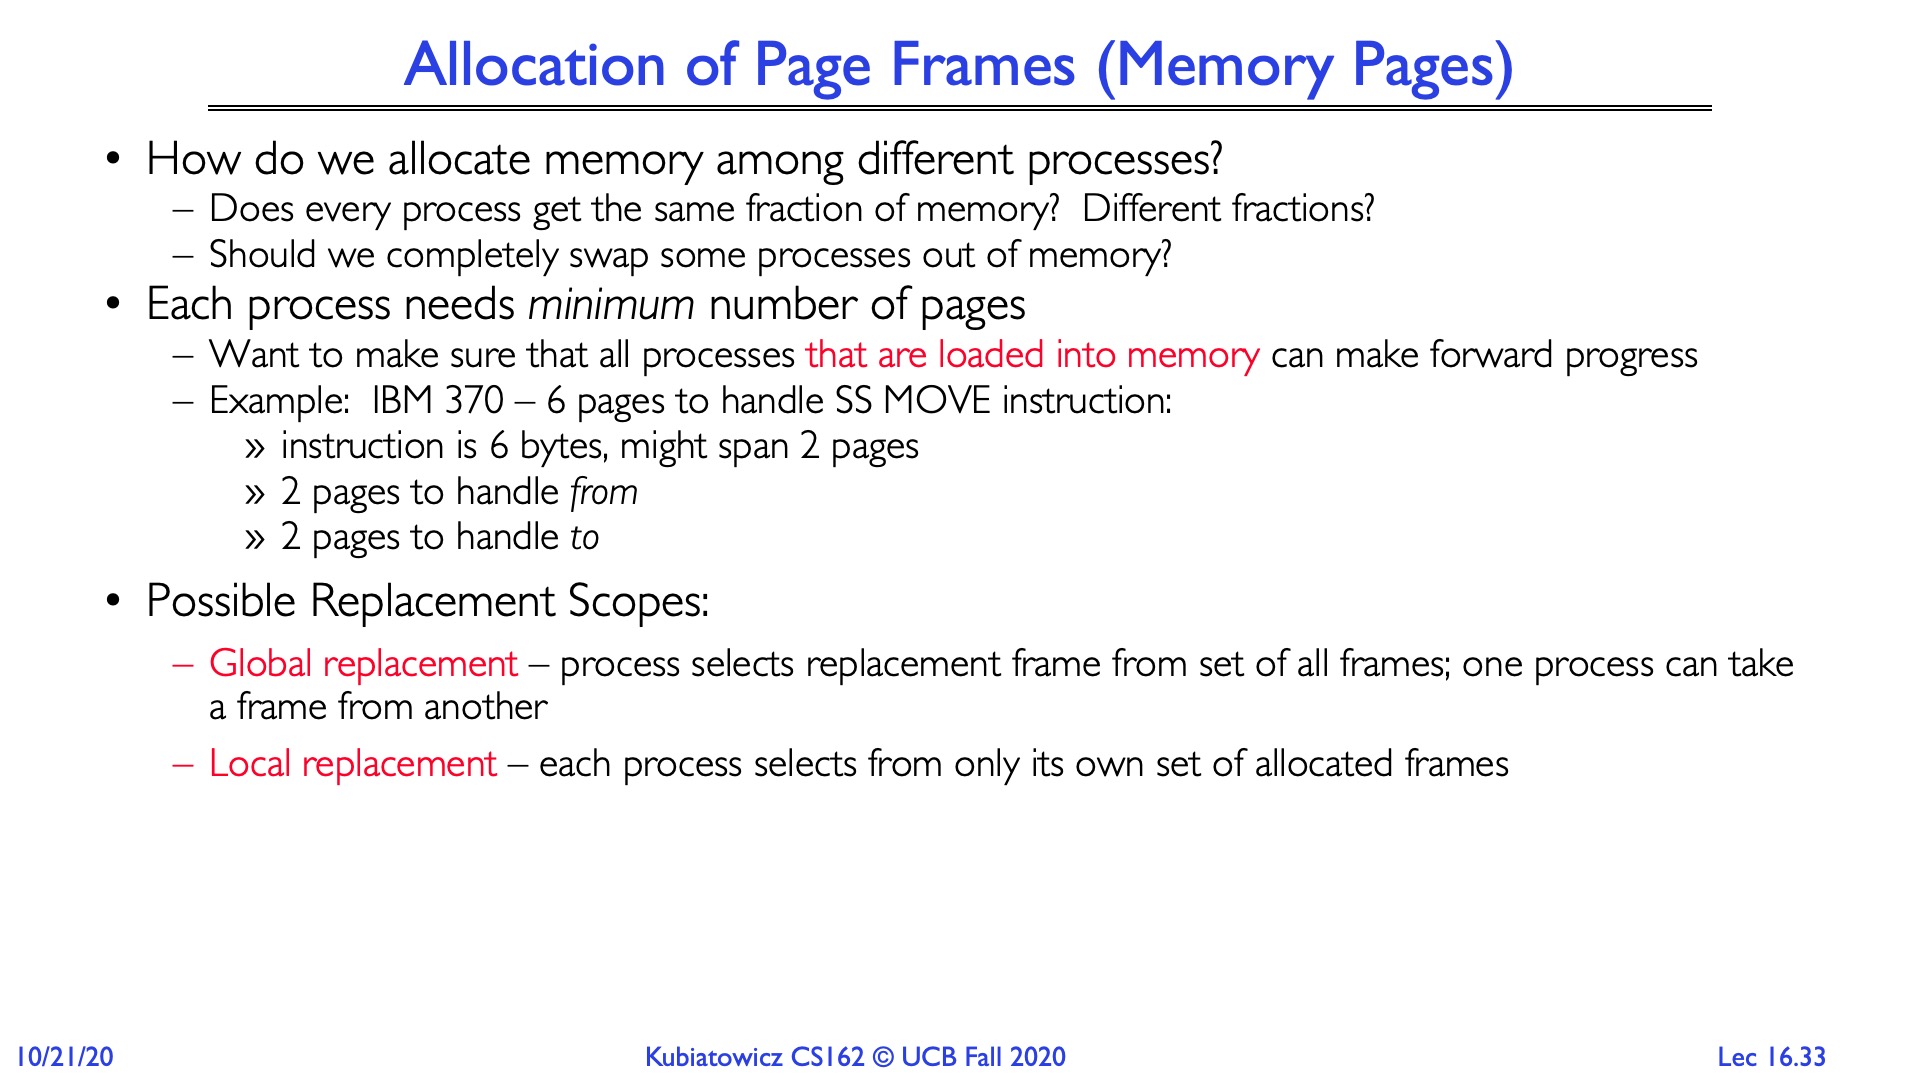 Allocation of Page Frames (Memory Pages)
• How do we allocate memory among different processes?
– Does every process get the same fraction of memory?  Different fractions?
– Should we completely swap some processes out of memory?
• Each process needs minimum number of pages
– Want to make sure that all processes that are loaded into memory can make forward progress
– Example:  IBM 370 – 6 pages to handle SS MOVE instruction:
» instruction is 6 bytes, might span 2 pages
» 2 pages to handle from
» 2 pages to handle to
• Possible Replacement Scopes:
– Global replacement – process selects replacement frame from set of all frames; one process can take
a frame from another
– Local replacement – each process selects from only its own set of allocated frames
10/21/20
Kubiatowicz CS162 © UCB Fall 2020
Lec 16.33